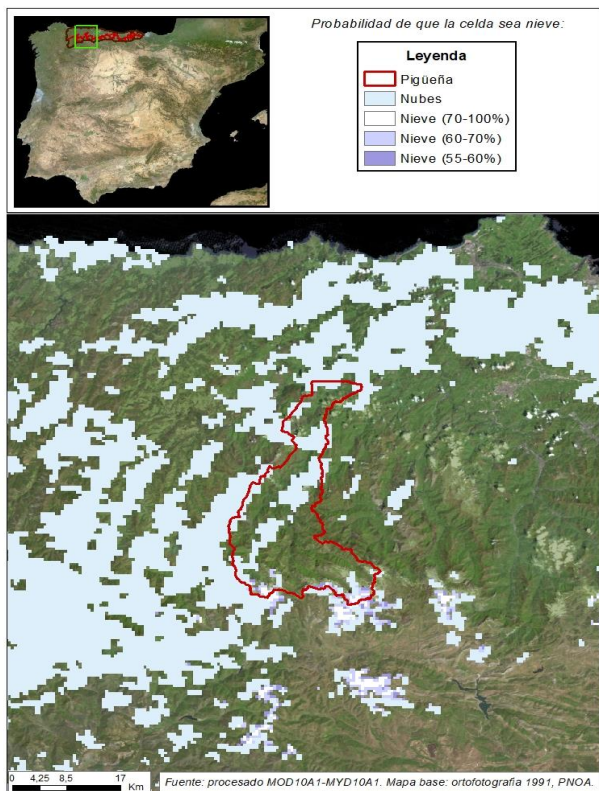 Probabilidad de que la celda sea nieve:
Leyenda
Pigüeña
Nubes
Nieve (70-100%)
Nieve (60-70%)
Nieve (55-60%)
0 4,25 8,5 17
Km
Fuente: procesado MOD10A1-MYD10A1. Mapa base: ortofotografia 1991, PNOA.